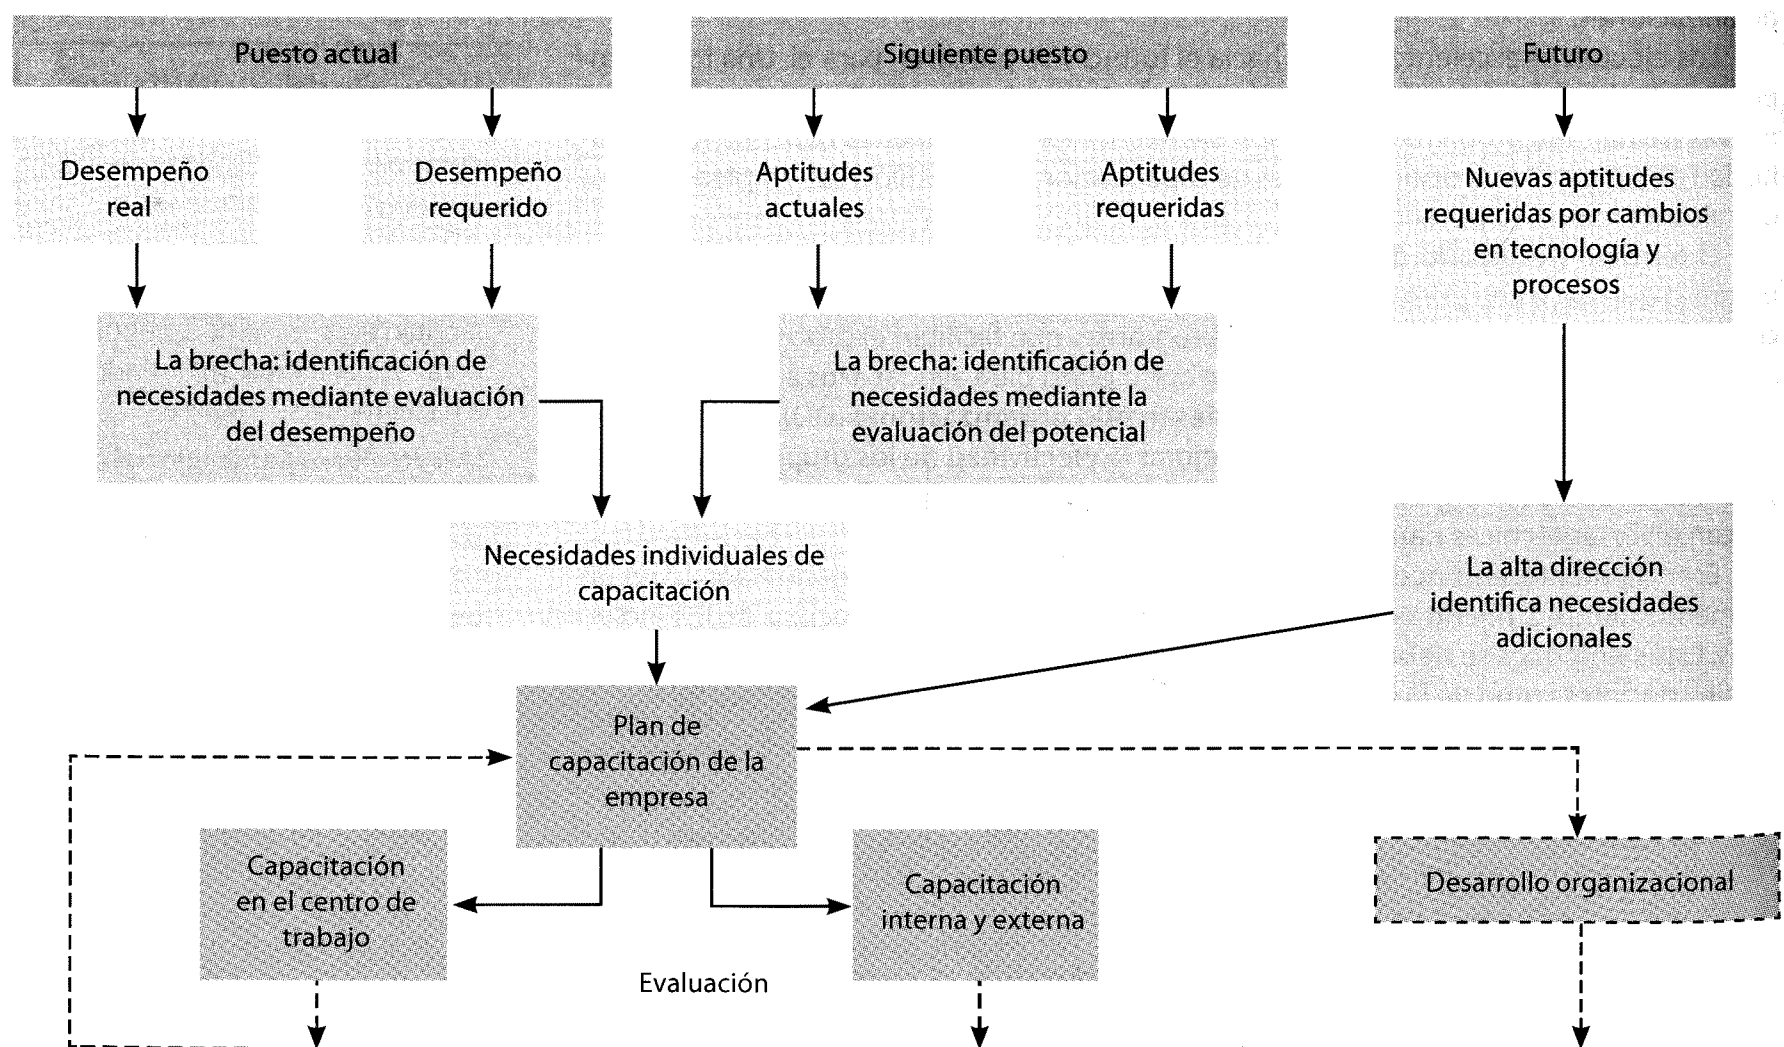 Puesto actual
Siguiente puesto
Futuro
Desempeño
real
Desempeño
requerido
Aptitudes
actuales
Aptitudes
requeridas
Nuevas aptitudes
requeridas por cambios
en tecnología y
procesos
La brecha: identificación de
necesidades mediante evaluación
del desempeño
La brecha: identificación de
necesidades mediante la
evaluación del potencial
Necesidades individuales de
capacitación
La alta dirección
identifica necesidades
adicionales
Plan de
capacitación de la
empresa
Capacitación
en el centro de
trabajo
Capacitación
interna y externa
Desarrollo organizacional
Evaluación